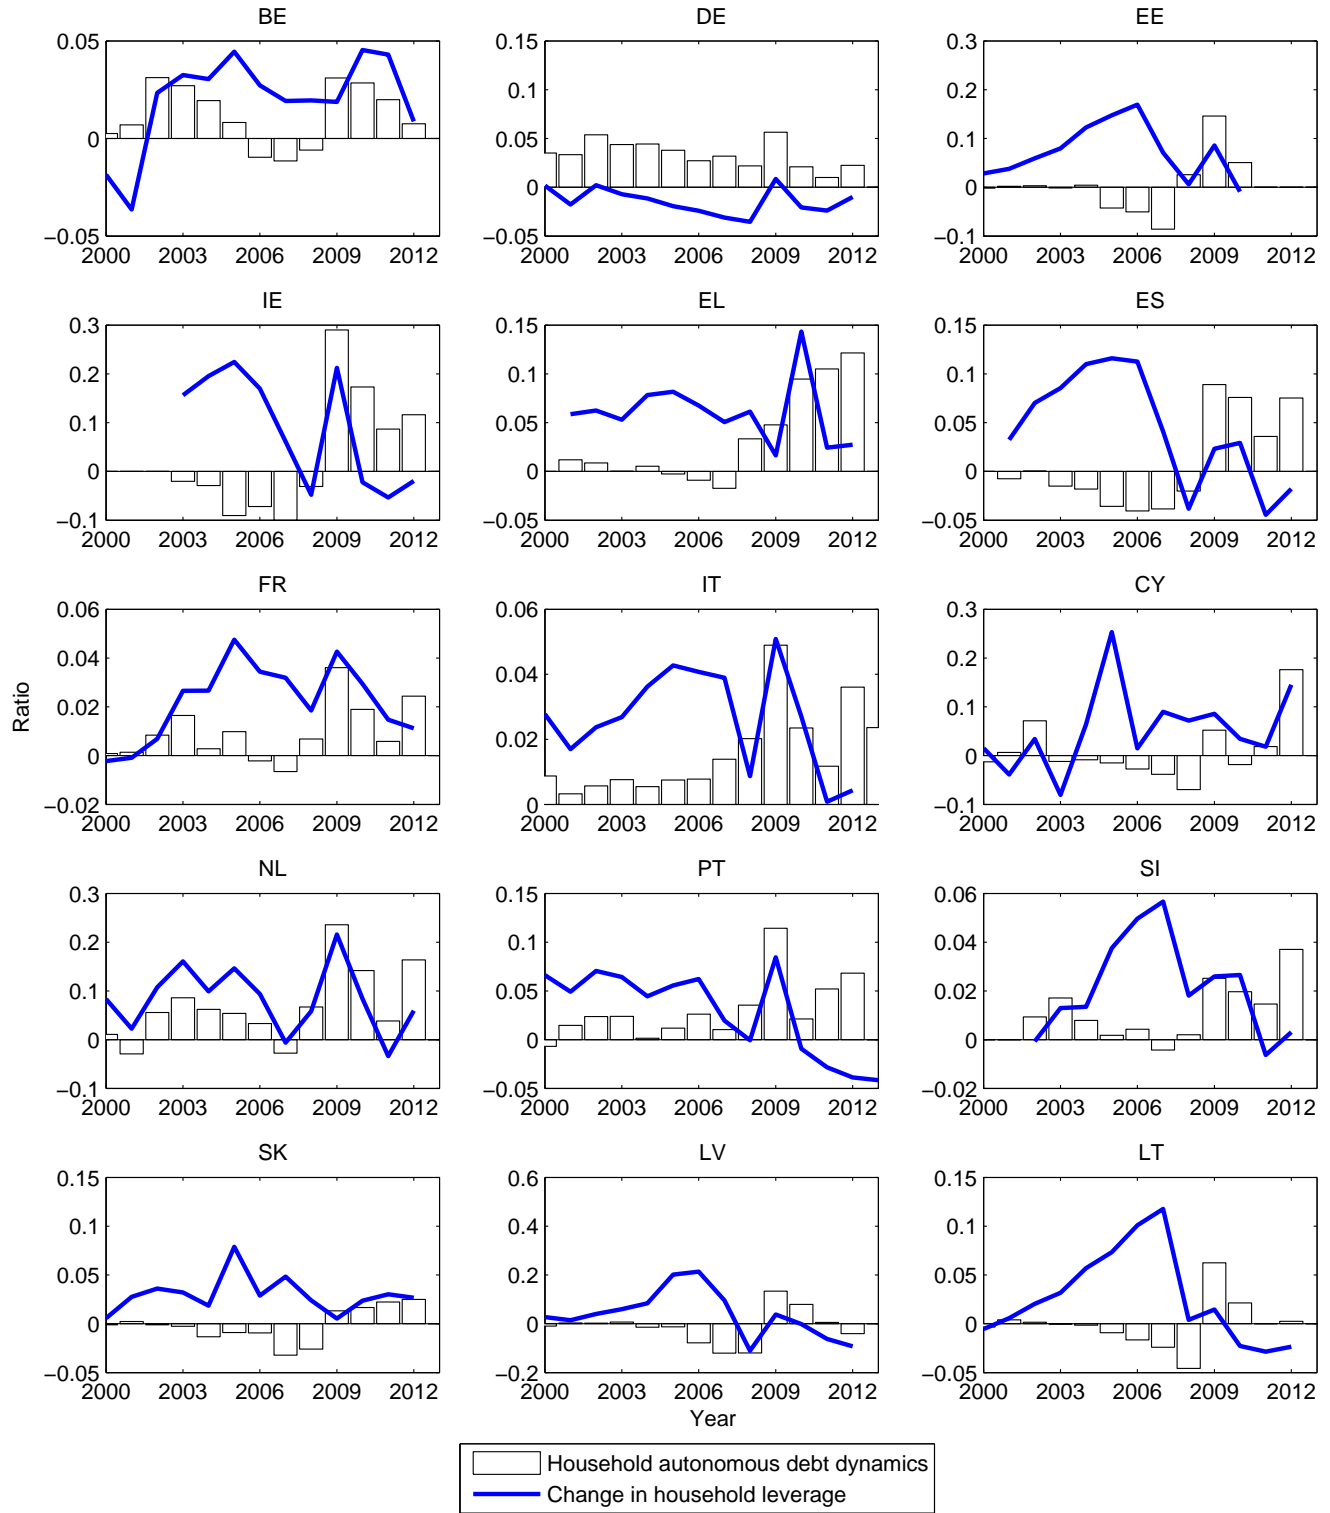 BE
DE
EE
0.05
0
−0.05
2000 2003 2006 2009 2012
0.15
0.1
0.05
0
−0.05
2000 2003 2006 2009 2012
0.3
0.2
0.1
0
−0.1
2000 2003 2006 2009 2012
IE
EL
ES
0.3
0.2
0.1
0
−0.1
2000 2003 2006 2009 2012
0.15
0.1
0.05
0
−0.05
2000 2003 2006 2009 2012
0.15
0.1
0.05
0
−0.05
2000 2003 2006 2009 2012
FR
IT
CY
Ratio
0.06
0.04
0.02
0
−0.02
2000 2003 2006 2009 2012
0.06
0.04
0.02
0
2000 2003 2006 2009 2012
0.3
0.2
0.1
0
−0.1
2000 2003 2006 2009 2012
NL
PT
SI
0.3
0.2
0.1
0
−0.1
2000 2003 2006 2009 2012
0.15
0.1
0.05
0
−0.05
2000 2003 2006 2009 2012
0.06
0.04
0.02
0
−0.02
2000 2003 2006 2009 2012
SK
LV
LT
0.15
0.1
0.05
0
−0.05
2000 2003 2006 2009 2012
0.6
0.4
0.2
0
−0.2
2000 2003 2006 2009 2012
0.15
0.1
0.05
0
−0.05
2000 2003 2006 2009 2012
Year
Household autonomous debt dynamics
Change in household leverage